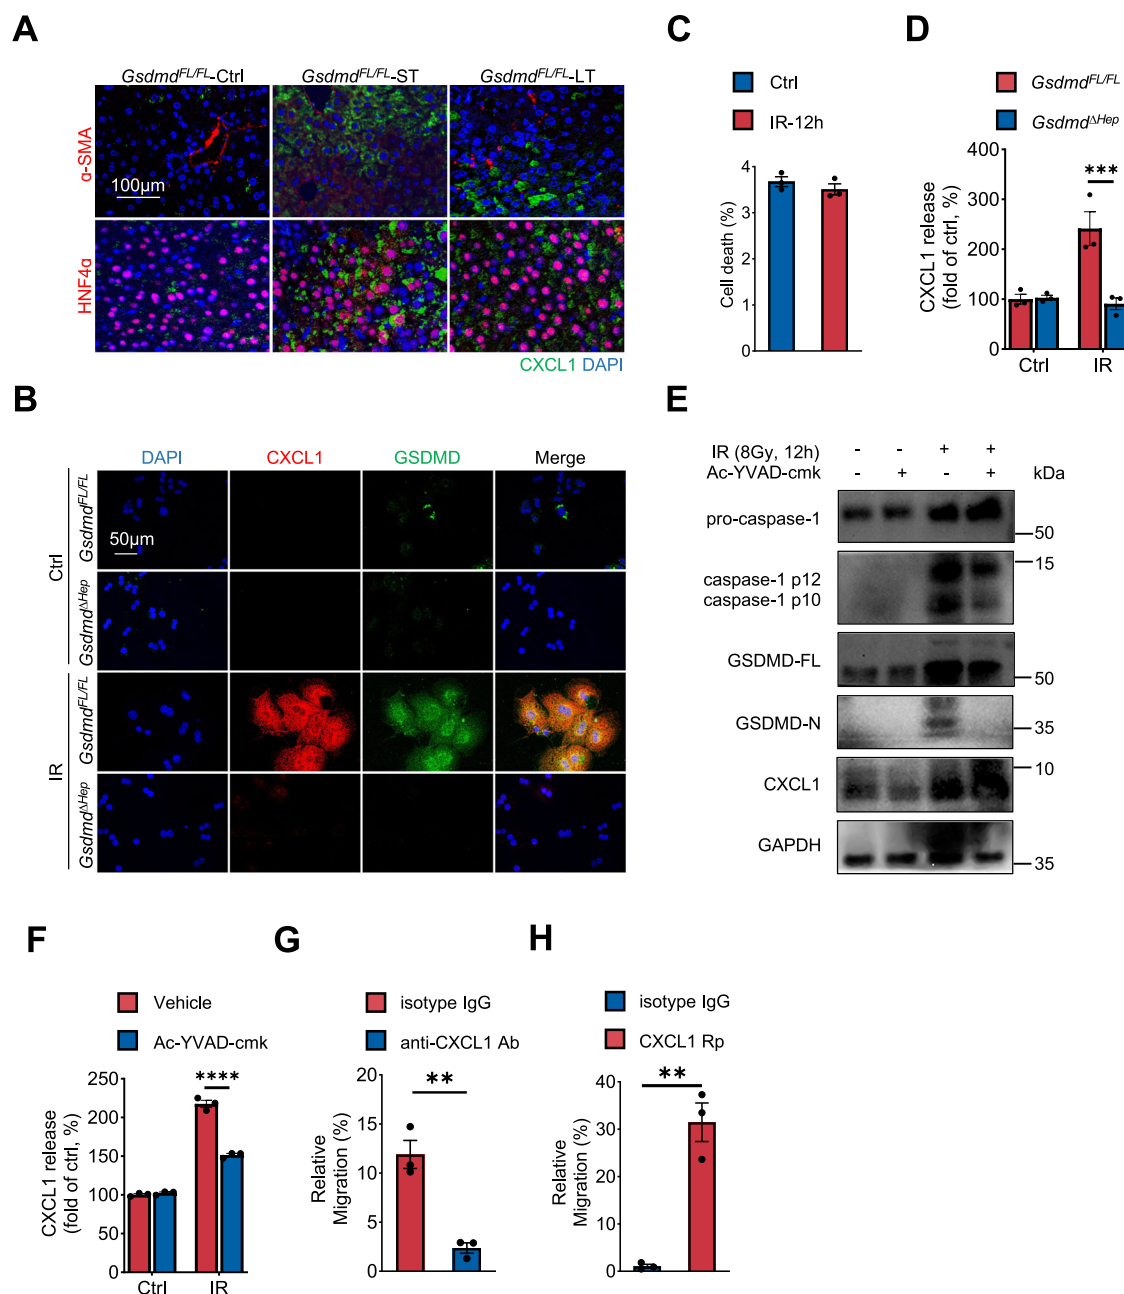 A
Gsdmd^FL/FL-Ctrl
Gsdmd^FL/FL-ST
Gsdmd^FL/FL-LT
α-SMA
100μm
HNF4α
CXCL1 DAPI
B
DAPI
CXCL1
GSDMD
Merge
Ctrl
Gsdmd^FL/FL
50μm
Gsdmd^ΔHep
IR
Gsdmd^FL/FL
Gsdmd^ΔHep
C
Ctrl
IR-12h
Cell death (%)
4
3
2
1
0
D
Gsdmd^FL/FL
Gsdmd^ΔHep
CXCL1 release
(fold of ctrl, %)
400
300
200
100
0
***
Ctrl
IR
E
IR (8Gy, 12h) - - + +
Ac-YVAD-cmk - + - + kDa
pro-caspase-1
50
15
caspase-1 p12
caspase-1 p10
GSDMD-FL
50
GSDMD-N
35
10
CXCL1
GAPDH
35
F
Vehicle
Ac-YVAD-cmk
CXCL1 release
(fold of ctrl, %)
250
200
150
100
50
0
****
Ctrl
IR
G
isotype IgG
anti-CXCL1 Ab
Relative
Migration (%)
20
15
10
5
0
**
H
isotype IgG
CXCL1 Rp
Relative
Migration (%)
40
30
20
10
0
**